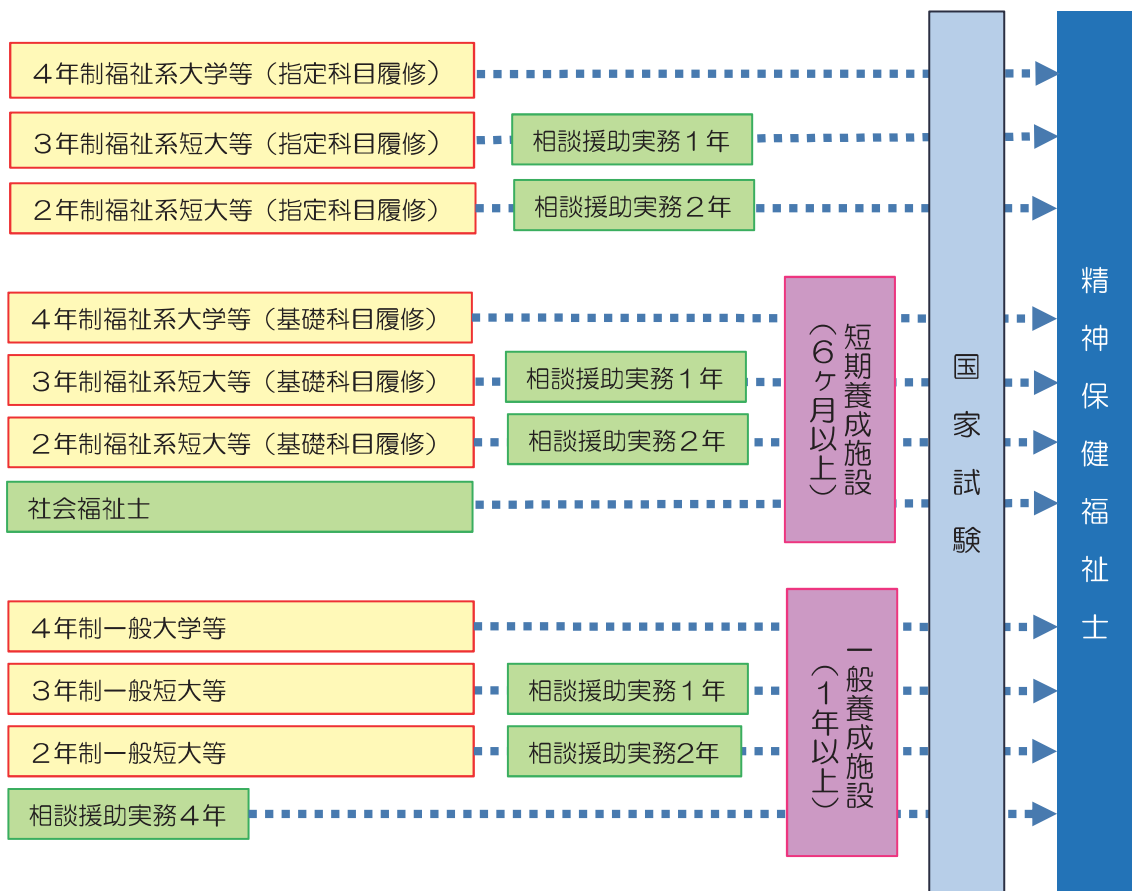 4年制福祉系大学等（指定科目履修）
3年制福祉系短大等（指定科目履修）
相談援助実務1年
2年制福祉系短大等（指定科目履修）
相談援助実務2年
4年制福祉系大学等（基礎科目履修）
3年制福祉系短大等（基礎科目履修）
相談援助実務1年
2年制福祉系短大等（基礎科目履修）
相談援助実務2年
社会福祉士
短期養成施設
（6ヶ月以上）
4年制一般大学等
3年制一般短大等
相談援助実務1年
2年制一般短大等
相談援助実務2年
相談援助実務4年
一般養成施設
（1年以上）
国家試験
精神保健福祉士